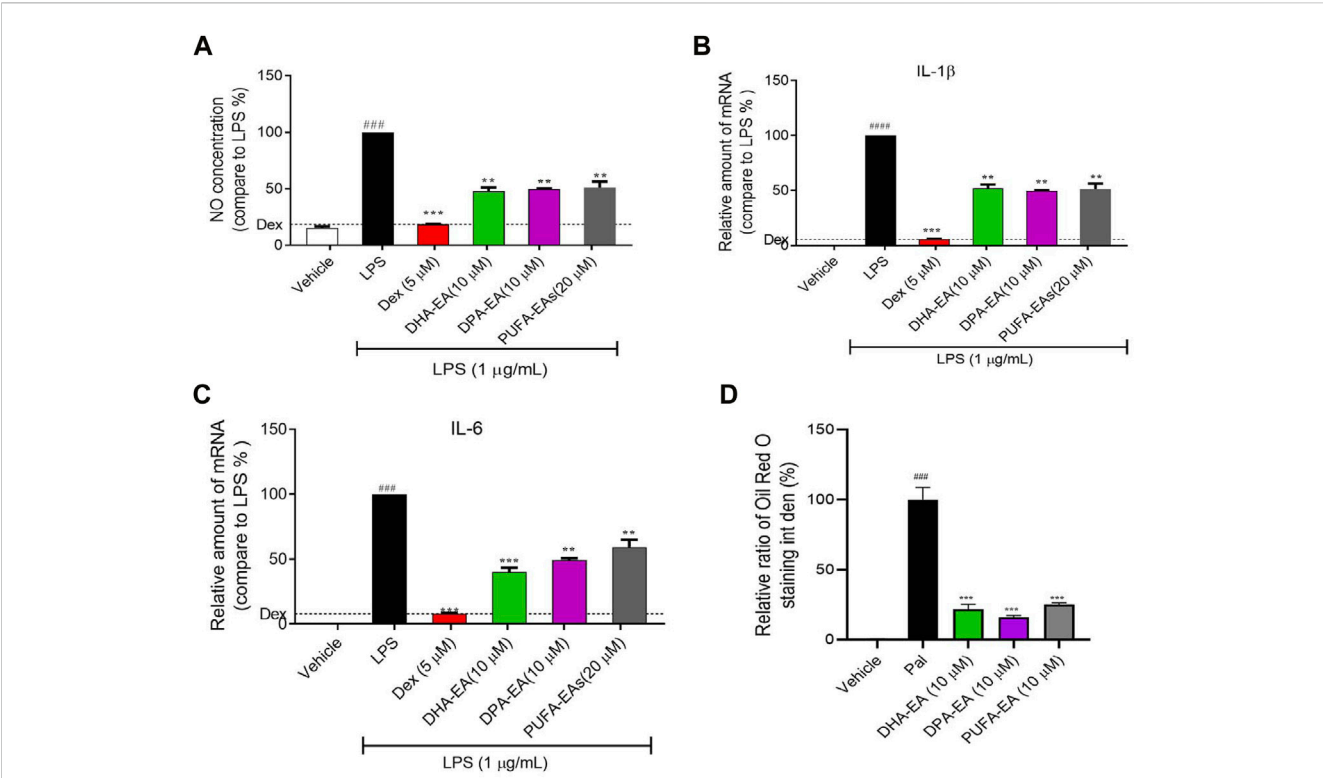 A
NO concentration
(compare to LPS %)
150
100
50
Dex
0
###
***
**
**
**
Vehicle
LPS
Dex (5 μM)
DHA-EA(10 μM)
DPA-EA(10 μM)
PUFA-EAs(20 μM)
LPS (1 μg/mL)
B
IL-1β
Relative amount of mRNA
(compare to LPS % )
150
100
50
Dex
0
####
***
**
**
**
Vehicle
LPS
Dex (5 μM)
DHA-EA(10 μM)
DPA-EA(10 μM)
PUFA-EAs(20 μM)
LPS (1 μg/mL)
C
IL-6
Relative amount of mRNA
(compare to LPS % )
150
100
50
Dex
0
###
***
***
**
**
Vehicle
LPS
Dex (5 μM)
DHA-EA(10 μM)
DPA-EA(10 μM)
PUFA-EAs(20 μM)
LPS (1 μg/mL)
D
Relative ratio of Oil Red O
staining int den (%)
150
100
50
0
###
***
***
***
Vehicle
Pal
DHA-EA (10 μM)
DPA-EA (10 μM)
PUFA-EA (10 μM)